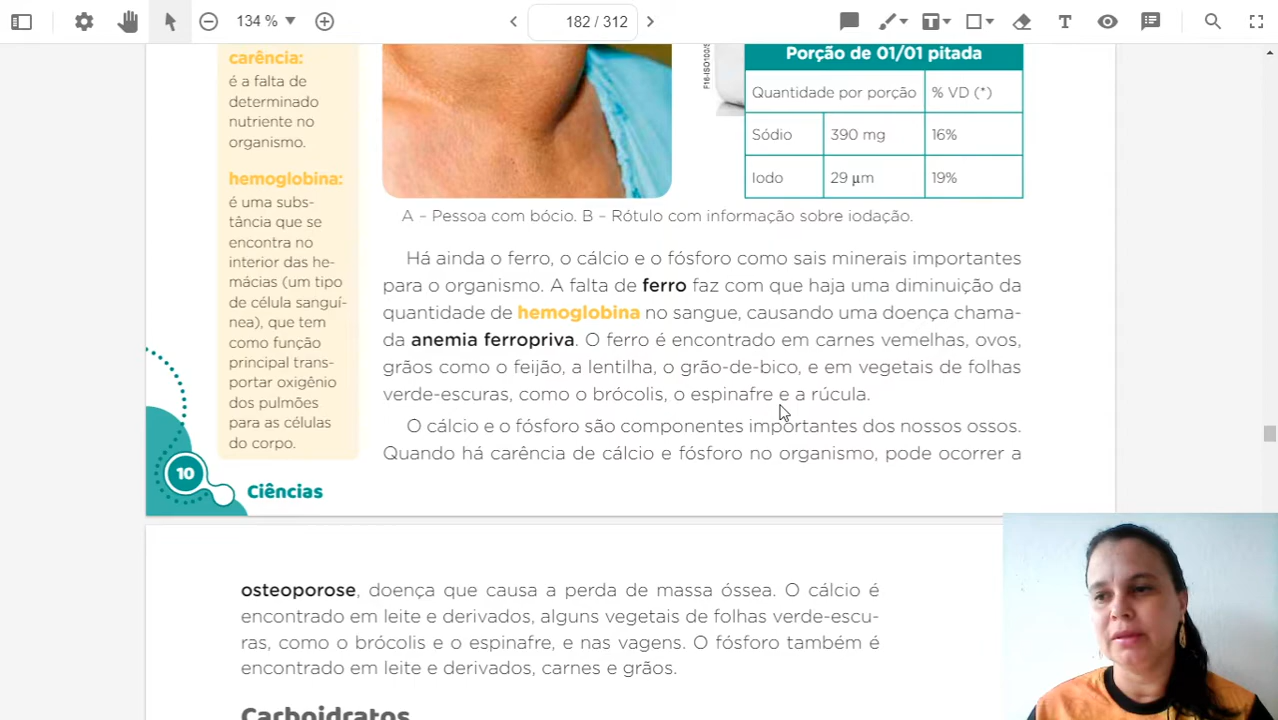 134 %
182 / 312
carência:
é a falta de
determinado
nutriente no
organismo.
hemoglobina:
é uma subs-
tância que se
encontra no
interior das he-
mácias (um tipo
de célula sanguí-
nea), que tem
como função
principal trans-
portar oxigênio
dos pulmões
para as células
do corpo.
Porção de 01/01 pitada
Quantidade por porção % VD (*)
Sódio 390 mg 16%
Iodo 29 µm 19%
A – Pessoa com bócio. B – Rótulo com informação sobre iodação.
Há ainda o ferro, o cálcio e o fósforo como sais minerais importantes
para o organismo. A falta de ferro faz com que haja uma diminuição da
quantidade de hemoglobina no sangue, causando uma doença chama-
da anemia ferropriva. O ferro é encontrado em carnes vemelhas, ovos,
grãos como o feijão, a lentilha, o grão-de-bico, e em vegetais de folhas
verde-escuras, como o brócolis, o espinafre e a rúcula.
O cálcio e o fósforo são componentes importantes dos nossos ossos.
Quando há carência de cálcio e fósforo no organismo, pode ocorrer a
10
Ciências
osteoporose, doença que causa a perda de massa óssea. O cálcio é
encontrado em leite e derivados, alguns vegetais de folhas verde-escu-
ras, como o brócolis e o espinafre, e nas vagens. O fósforo também é
encontrado em leite e derivados, carnes e grãos.
Carboidratos